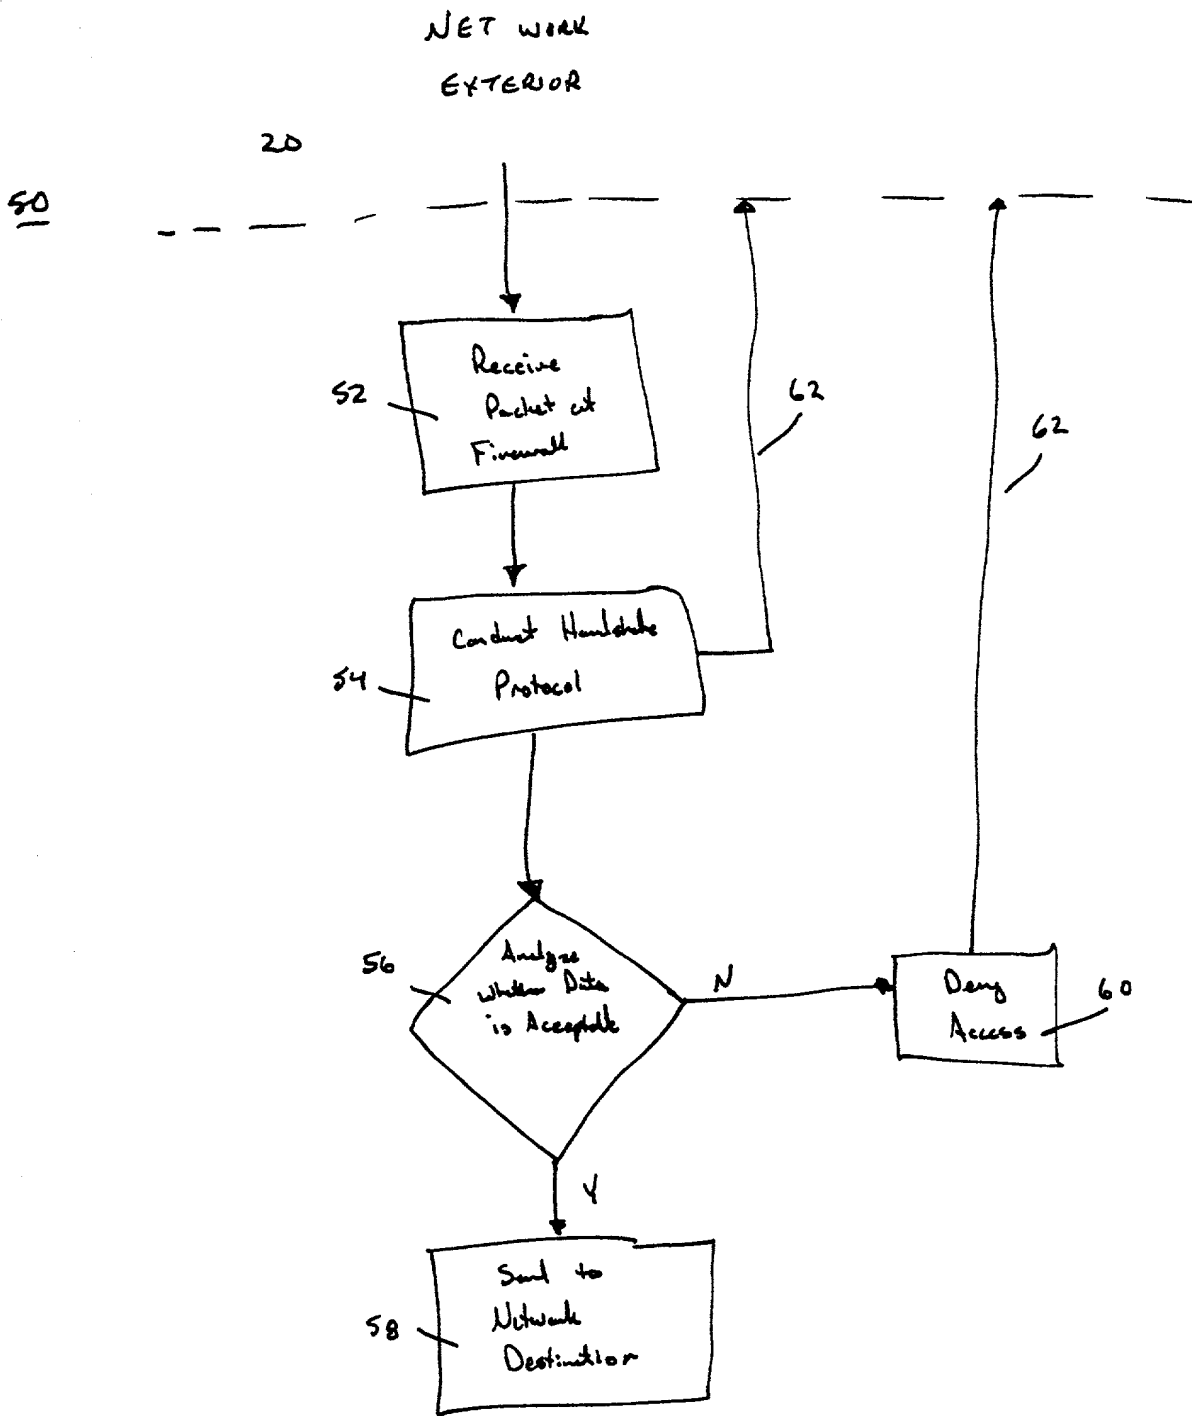 NETWORK
EXTERIOR
20
50
Receive
Packet at
Firewall
52
62
62
Conduct Handshake
Protocol
54
56
Analyze
whether Data
is Acceptable
N
Deny
Access
60
Y
Send to
Network
Destination
58